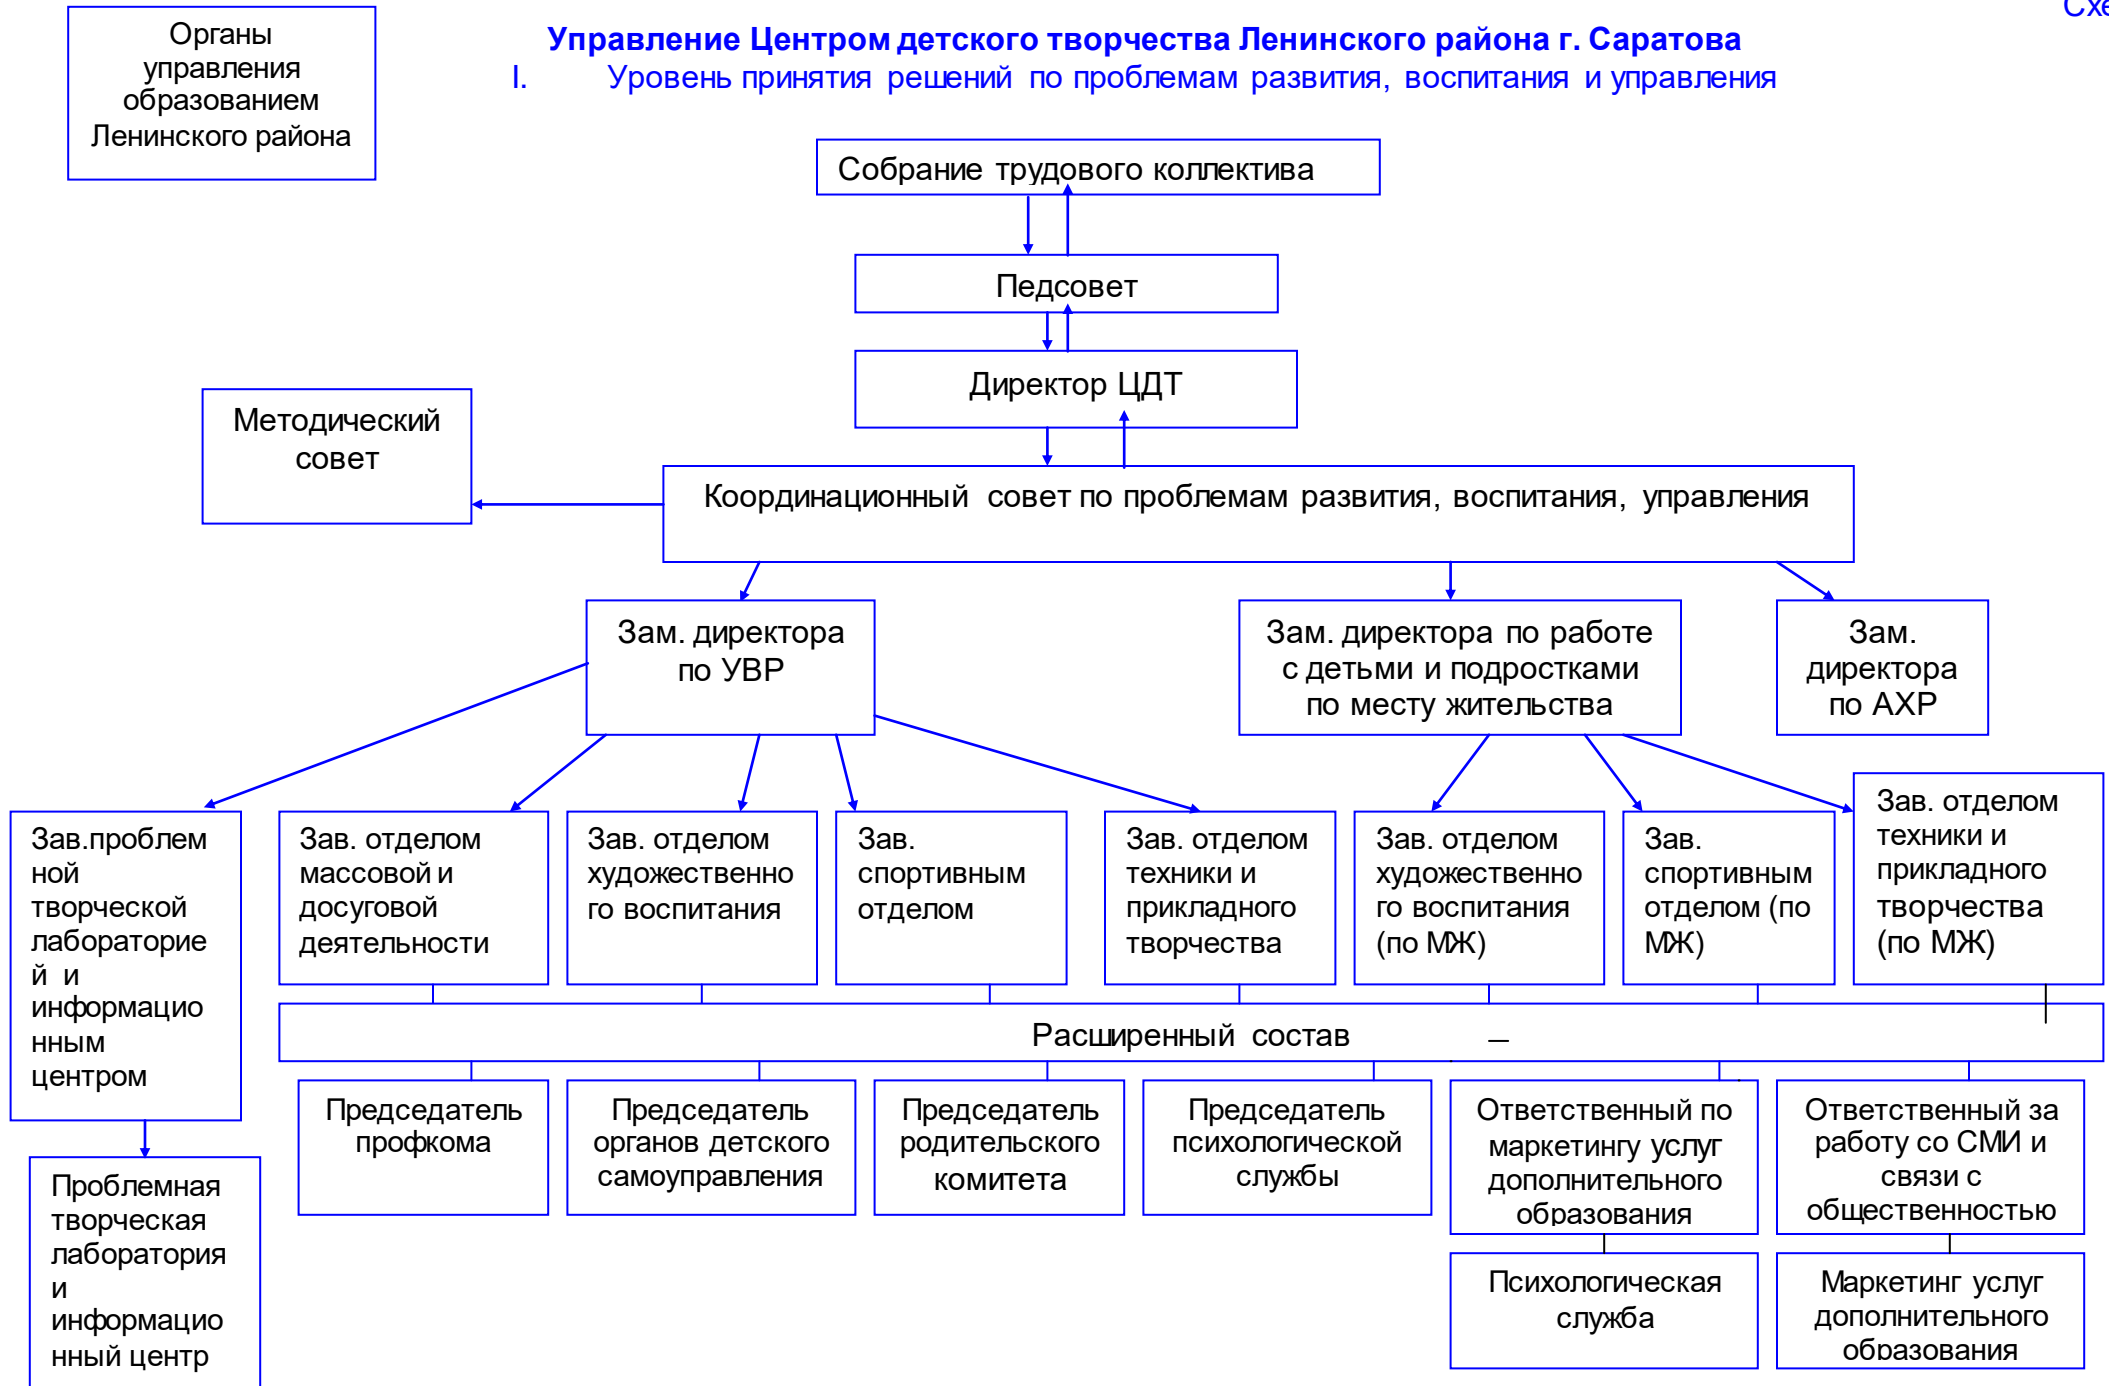 Схе
Органы
управления
образованием
Ленинского района
Управление Центром детского творчества Ленинского района г. Саратова
I. Уровень принятия решений по проблемам развития, воспитания и управления
Собрание трудового коллектива
Педсовет
Директор ЦДТ
Методический
совет
Координационный совет по проблемам развития, воспитания, управления
Зам. директора
по УВР
Зам. директора по работе
с детьми и подростками
по месту жительства
Зам.
директора
по АХР
Зав.проблем
ной
творческой
лабораторие
й и
информацио
нным
центром
Зав. отделом
массовой и
досуговой
деятельности
Зав. отделом
художественно
го воспитания
Зав.
спортивным
отделом
Зав. отделом
техники и
прикладного
творчества
Зав. отделом
художественно
го воспитания
(по МЖ)
Зав.
спортивным
отделом (по
МЖ)
Зав. отделом
техники и
прикладного
творчества
(по МЖ)
Расширенный состав –
Председатель
профкома
Председатель
органов детского
самоуправления
Председатель
родительского
комитета
Председатель
психологической
службы
Ответственный по
маркетингу услуг
дополнительного
образования
Ответственный за
работу со СМИ и
связи с
общественностью
Проблемная
творческая
лаборатория
и
информацио
нный центр
Психологическая
служба
Маркетинг услуг
дополнительного
образования